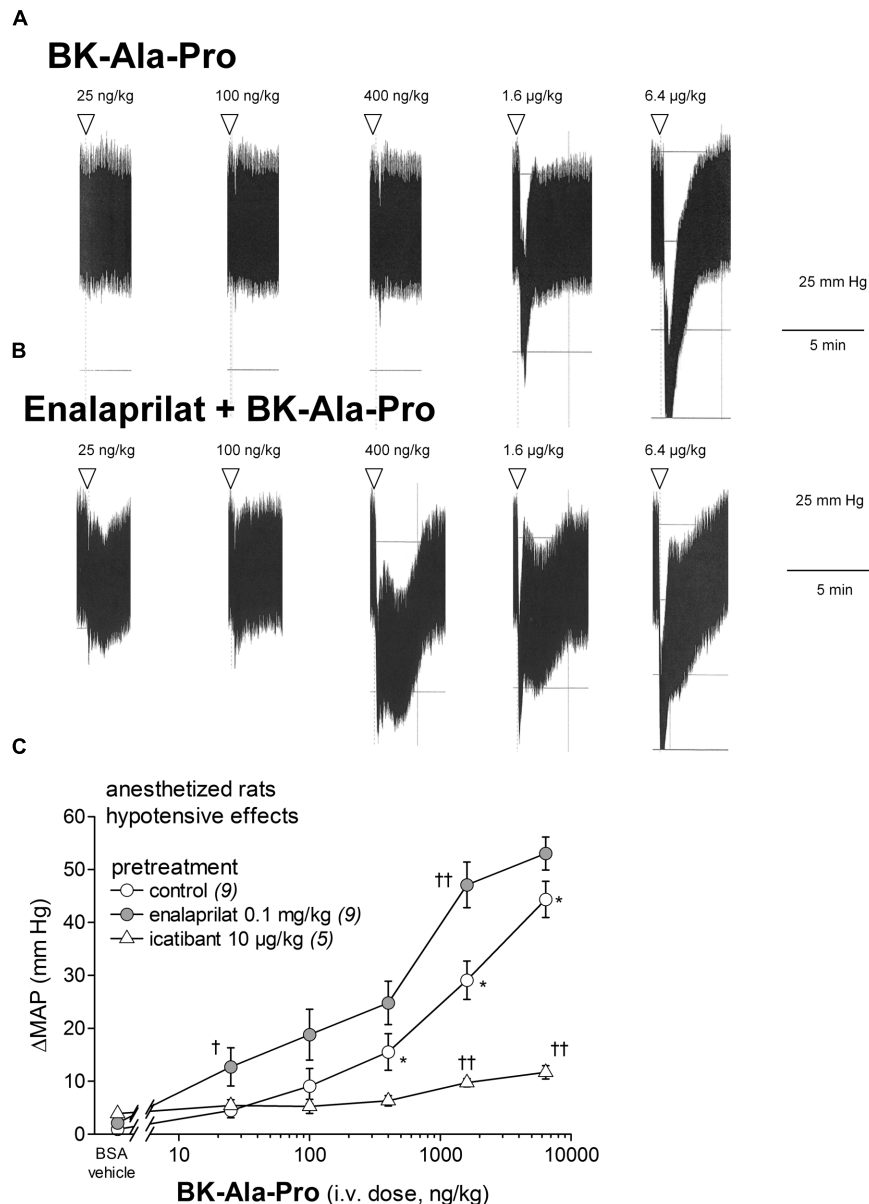 A
BK-Ala-Pro
25 ng/kg 100 ng/kg 400 ng/kg 1.6 µg/kg 6.4 µg/kg
25 mm Hg
5 min
B
Enalaprilat + BK-Ala-Pro
25 ng/kg 100 ng/kg 400 ng/kg 1.6 µg/kg 6.4 µg/kg
25 mm Hg
5 min
C
anesthetized rats
hypotensive effects
pretreatment
control (9)
enalaprilat 0.1 mg/kg (9)
icatibant 10 µg/kg (5)
ΔMAP (mm Hg)
60
50
40
30
20
10
0
††
*
*
†
*
††
††
BSA vehicle
10 100 1000 10000
BK-Ala-Pro (i.v. dose, ng/kg)